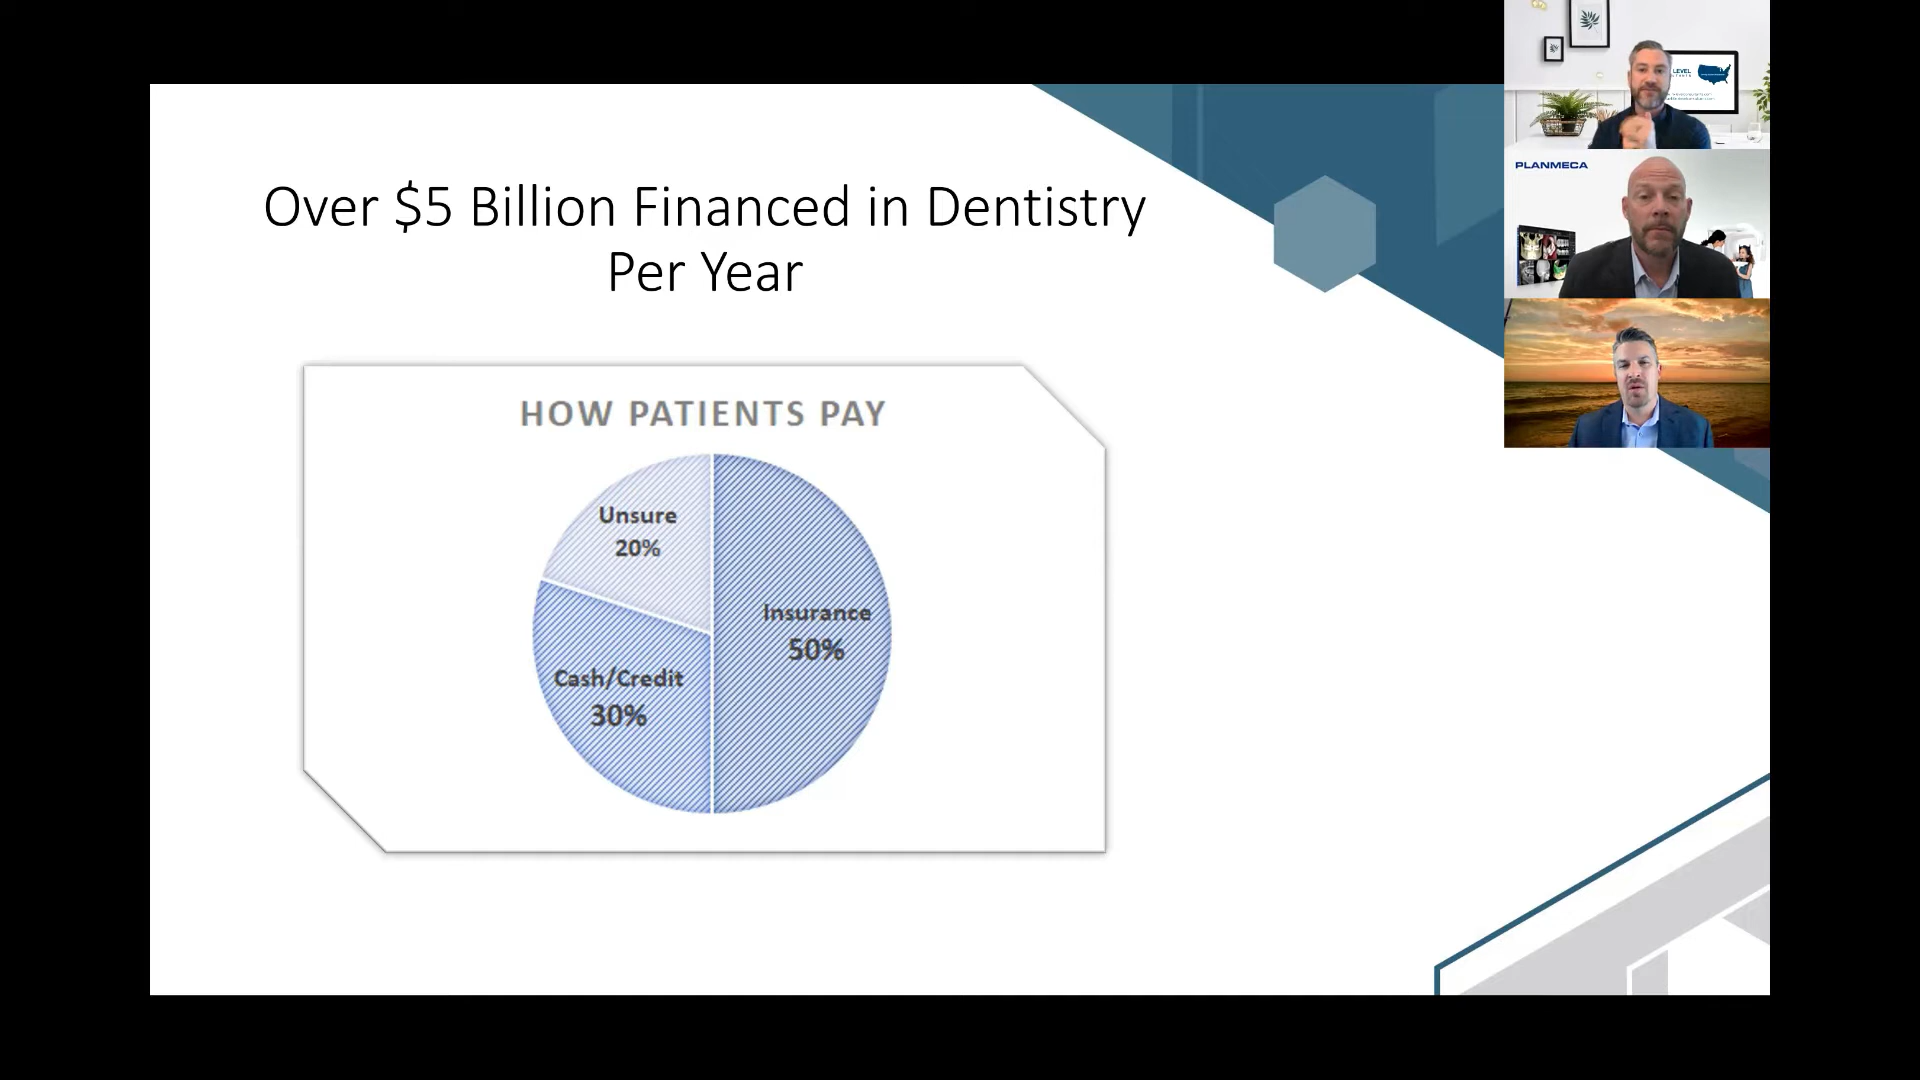 Over $5 Billion Financed in Dentistry
Per Year
HOW PATIENTS PAY
Unsure
20%
Insurance
50%
Cash/Credit
30%
LEVEL
PLANMECA